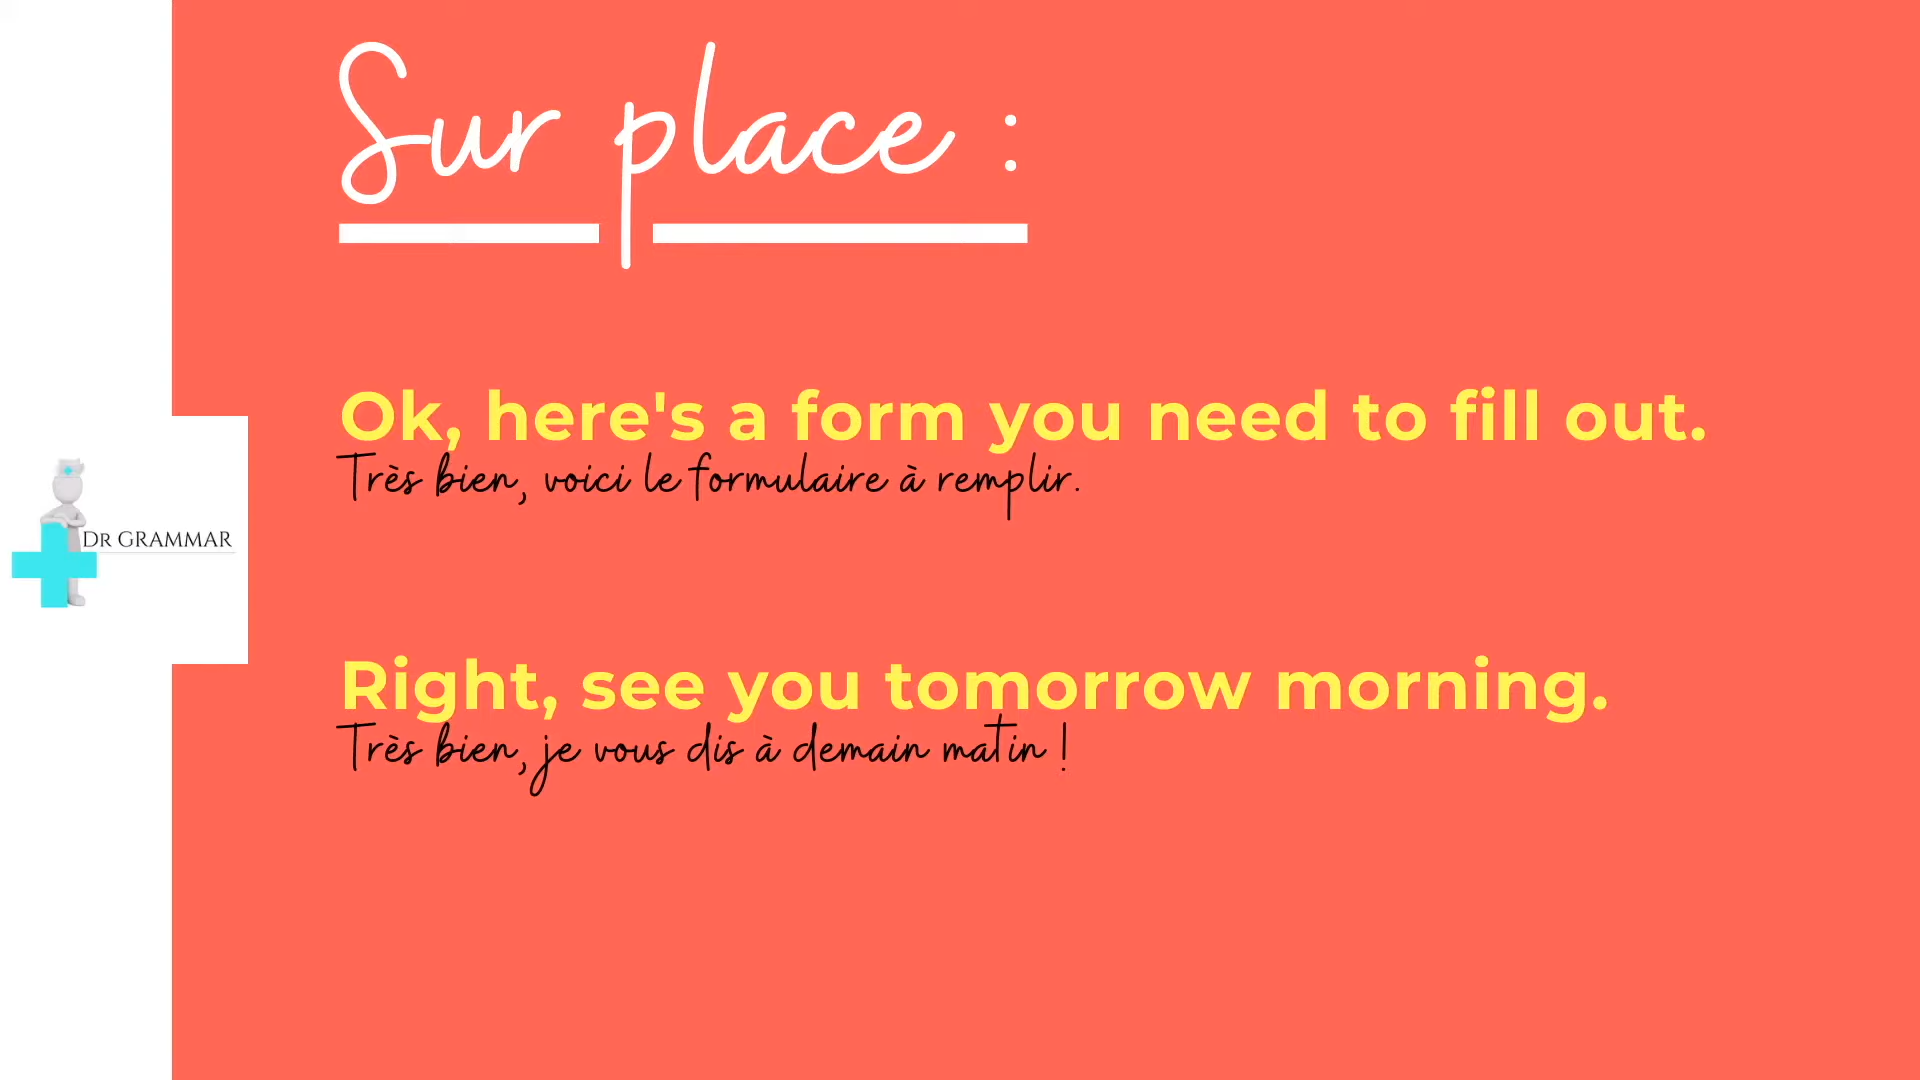 Sur place :
Ok, here's a form you need to fill out.
Très bien, voici le formulaire à remplir.
DR GRAMMAR
Right, see you tomorrow morning.
Très bien, je vous dis à demain matin !